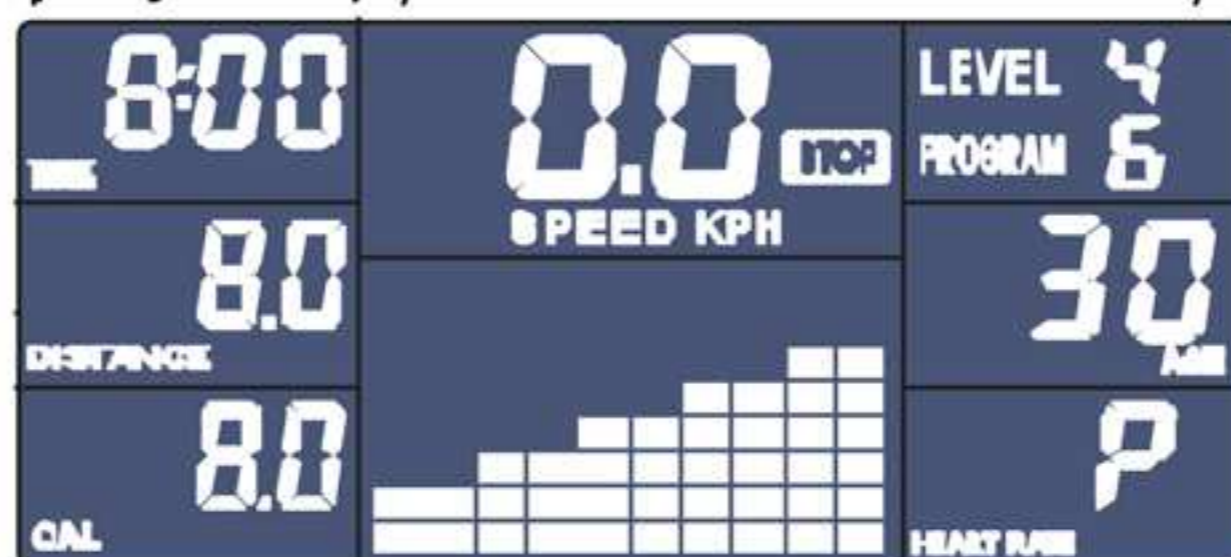 8:00
8.0
DISTANCE
8.0
CAL
0.0
STOP
SPEED KPH
LEVEL 4
PROGRAM 6
30
AGE
P
HEART RATE